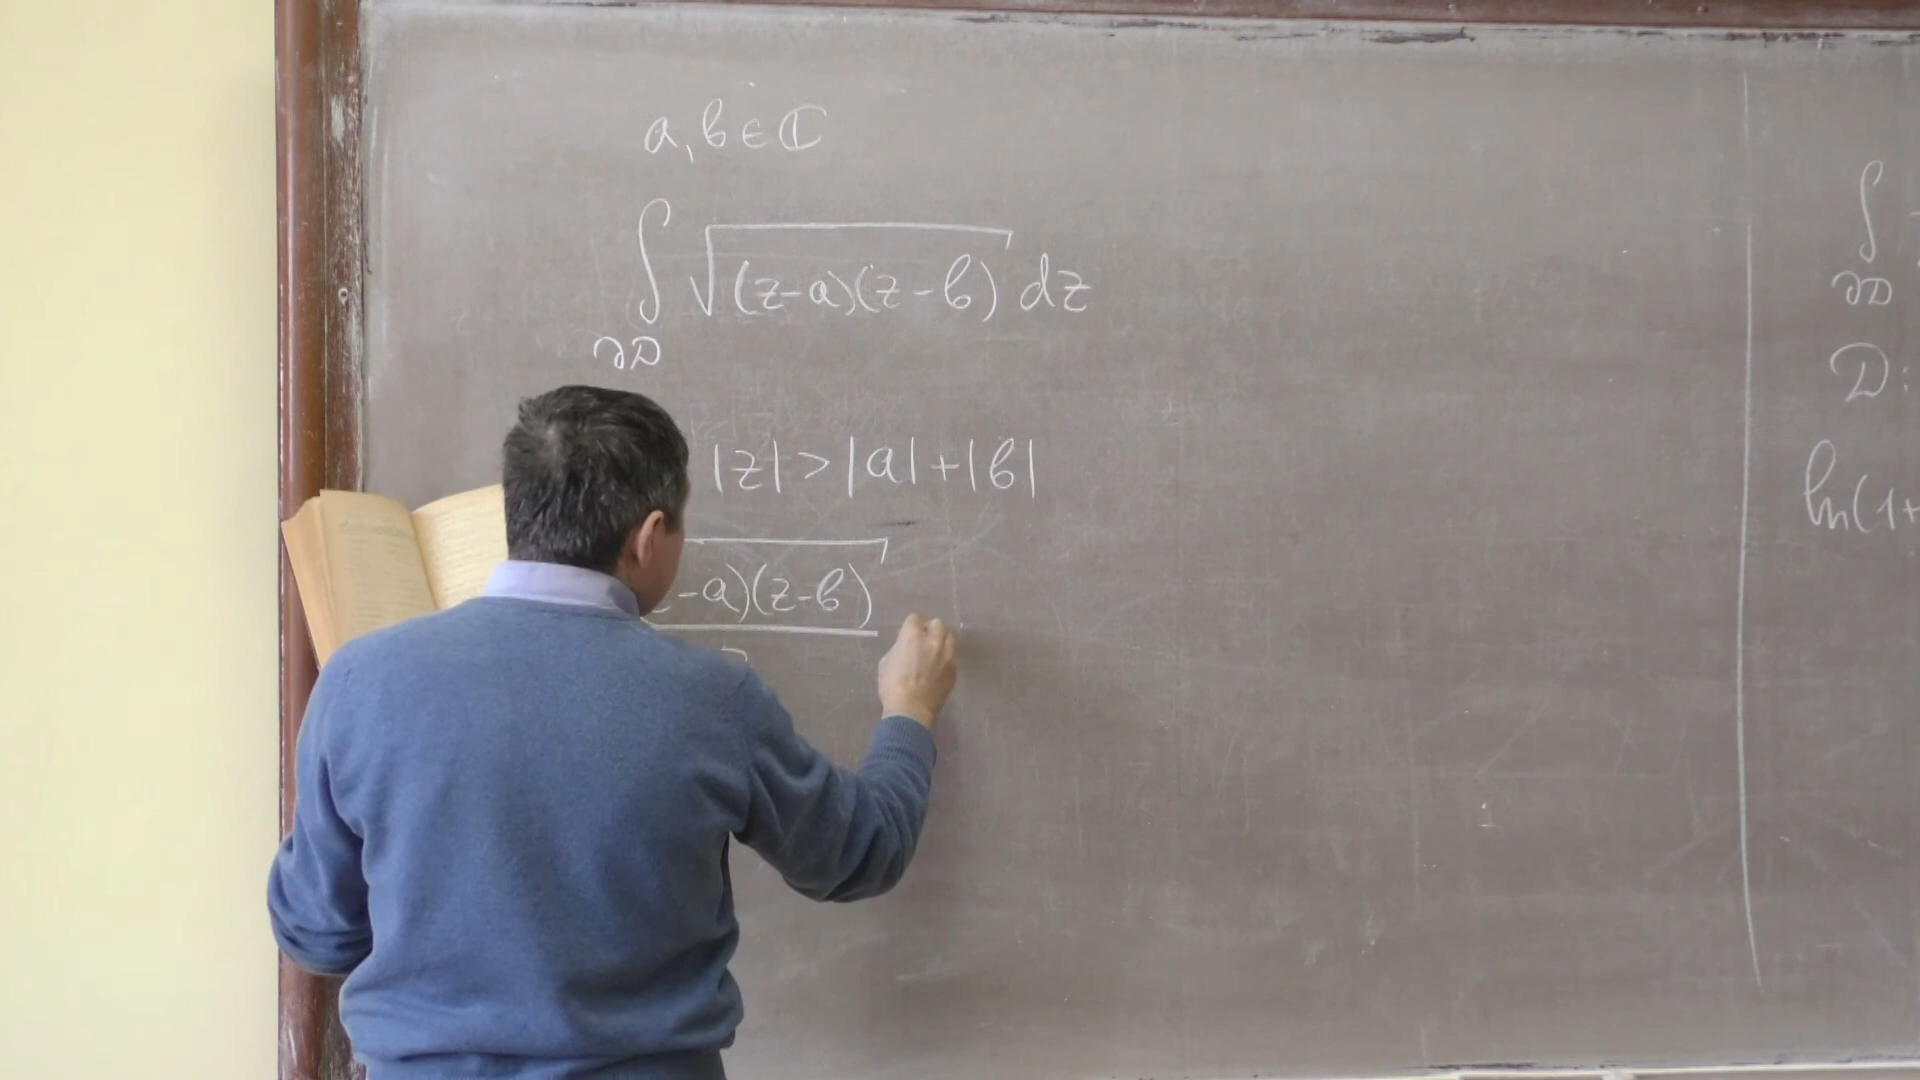 a, b ∈ ℂ
∮ √(z-a)(z-b) dz
∂D
|z| > |a|+|b|
-a)(z-b)
∮
∂D
D:
ln(1+